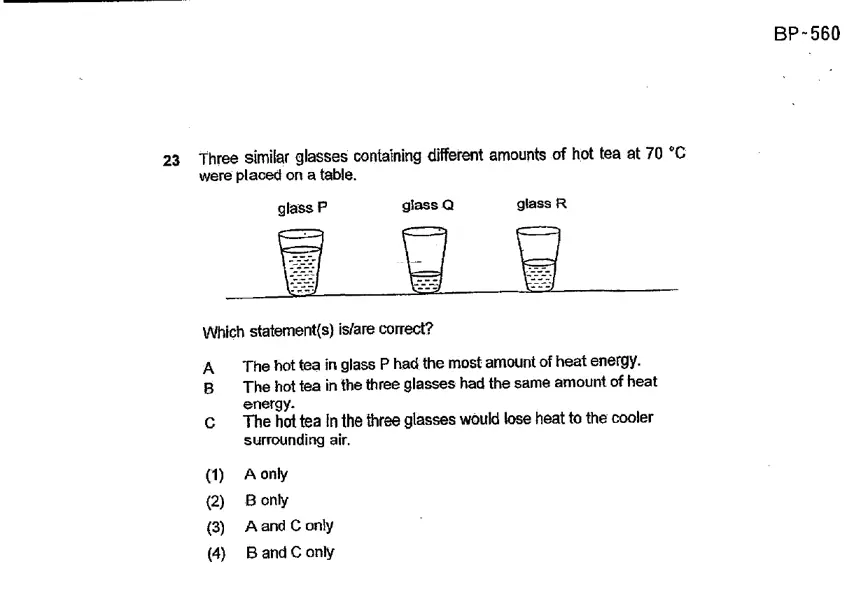 BP-560
23 Three similar glasses containing different amounts of hot tea at 70 °C
were placed on a table.
glass P glass Q glass R
Which statement(s) is/are correct?
A The hot tea in glass P had the most amount of heat energy.
B The hot tea in the three glasses had the same amount of heat
energy.
C The hot tea in the three glasses would lose heat to the cooler
surrounding air.
(1) A only
(2) B only
(3) A and C only
(4) B and C only